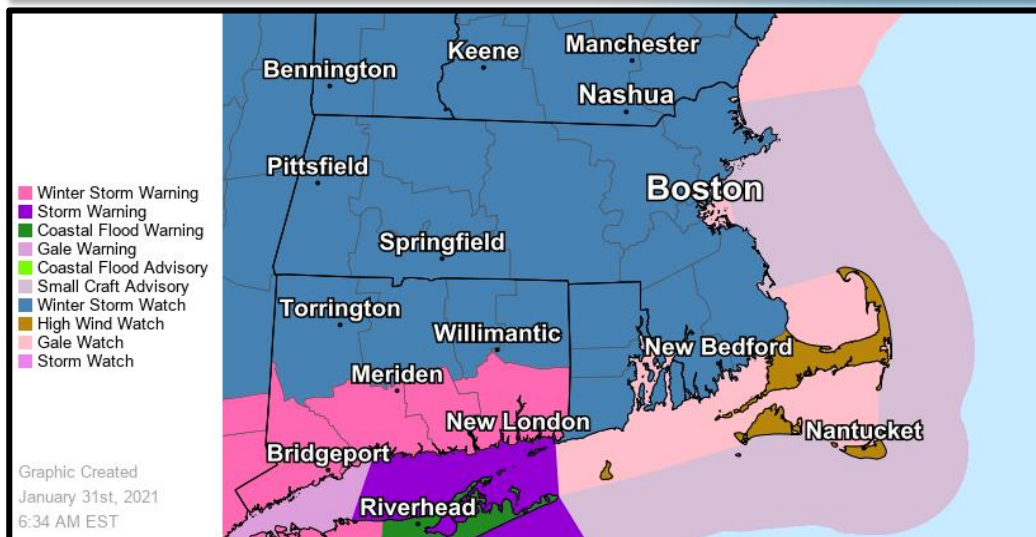 Keene
Manchester
Bennington
Nashua
Pittsfield
Boston
Springfield
Torrington
Willimantic
New Bedford
Meriden
New London
Nantucket
Bridgeport
Riverhead
Winter Storm Warning
Storm Warning
Coastal Flood Warning
Gale Warning
Coastal Flood Advisory
Small Craft Advisory
Winter Storm Watch
High Wind Watch
Gale Watch
Storm Watch
Graphic Created
January 31st, 2021
6:34 AM EST